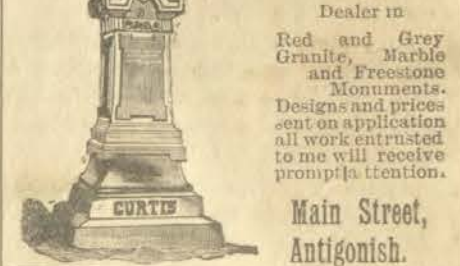 Dealer in
Red and Grey
Granite, Marble
and Freestone
Monuments.
Designs and prices
sent on application
all work entrusted
to me will receive
prompt|a ttention.
CURTIS
Main Street,
Antigonish.